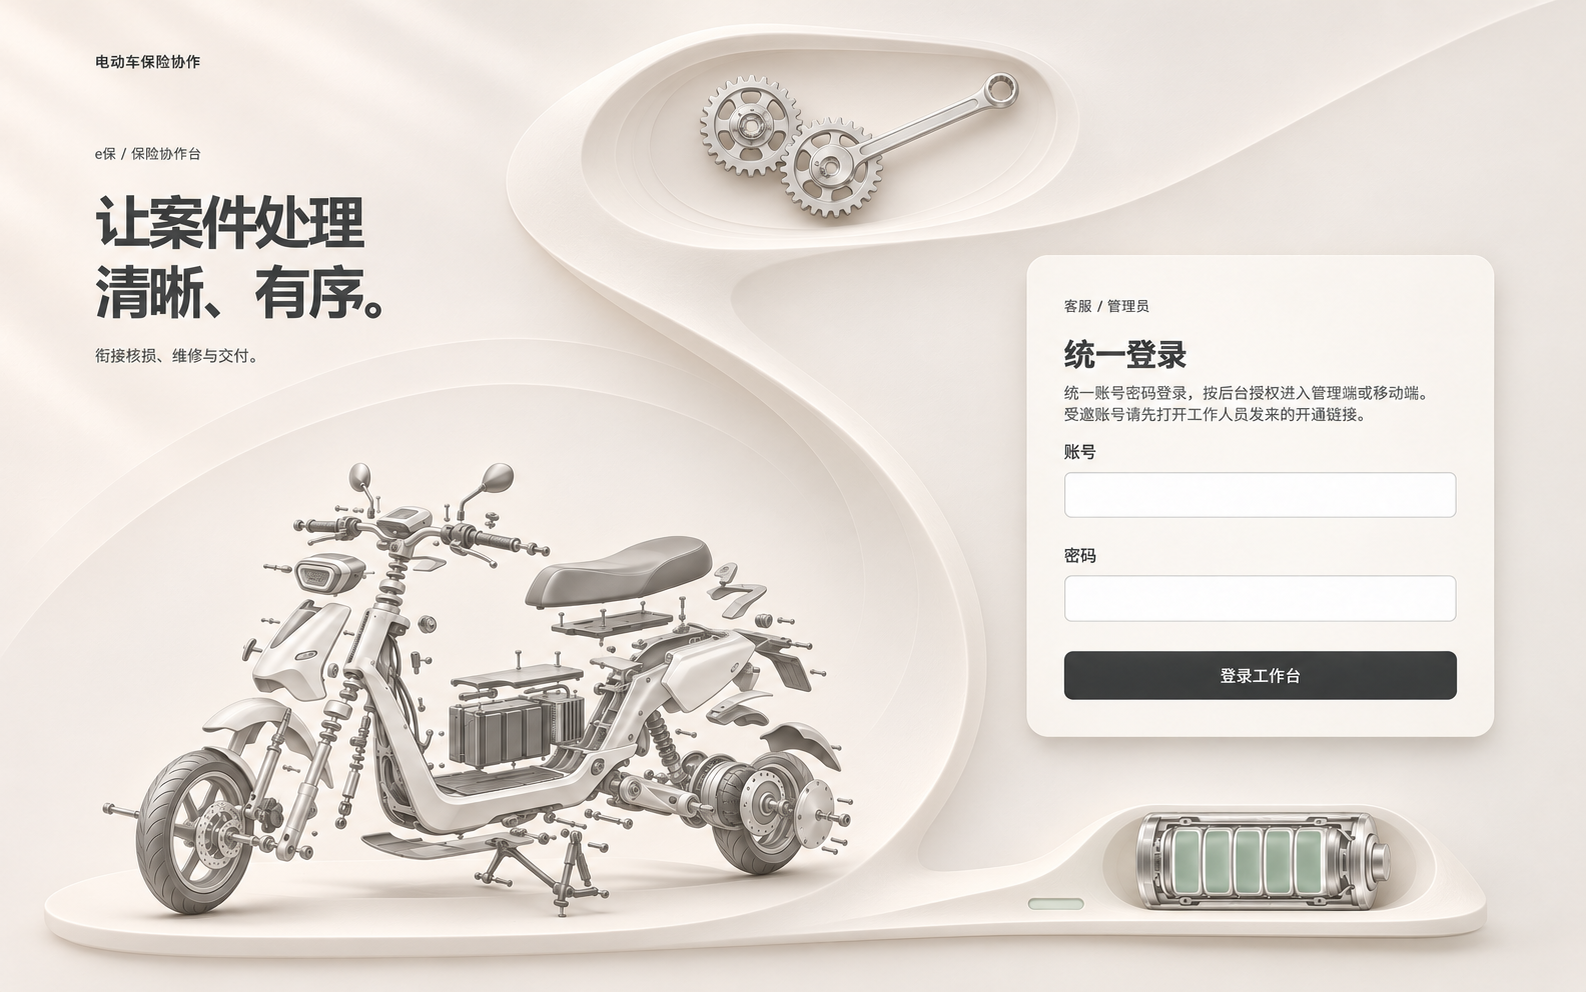 电动车保险协作
e保 / 保险协作台
让案件处理
清晰、有序。
衔接核损、维修与交付。
客服 / 管理员
统一登录
统一账号密码登录，按后台授权进入管理端或移动端。
受邀账号请先打开工作人员发来的开通链接。
账号
密码
登录工作台